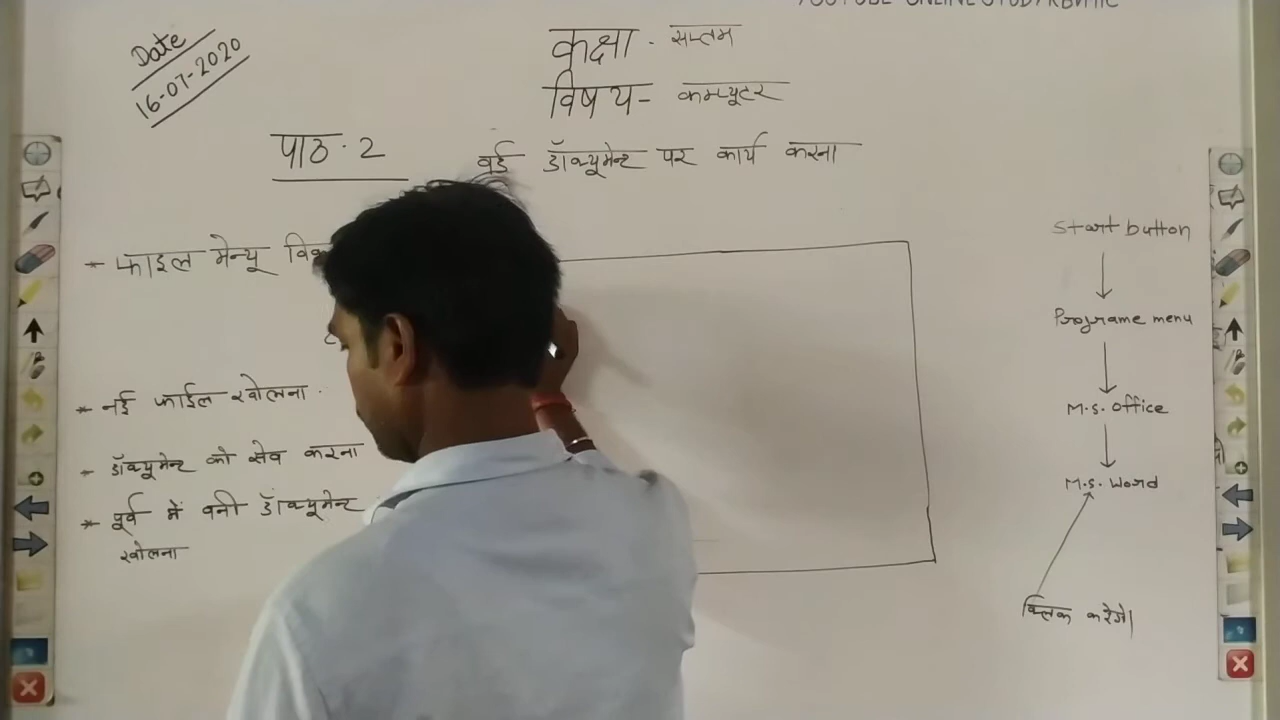 Date
16-07-2020
कक्षा - सप्तम
विषय - कम्प्यूटर
पाठ - 2 वर्ड डॉक्यूमेन्ट पर कार्य करना
* फाइल मेन्यू
* नई फाईल खोलना
* डॉक्यूमेन्ट को सेव करना
* पूर्व में बनी डॉक्यूमेन्ट
खोलना
Start button
Programe menu
M.S. office
M.S. Word
क्लिक करेगे।